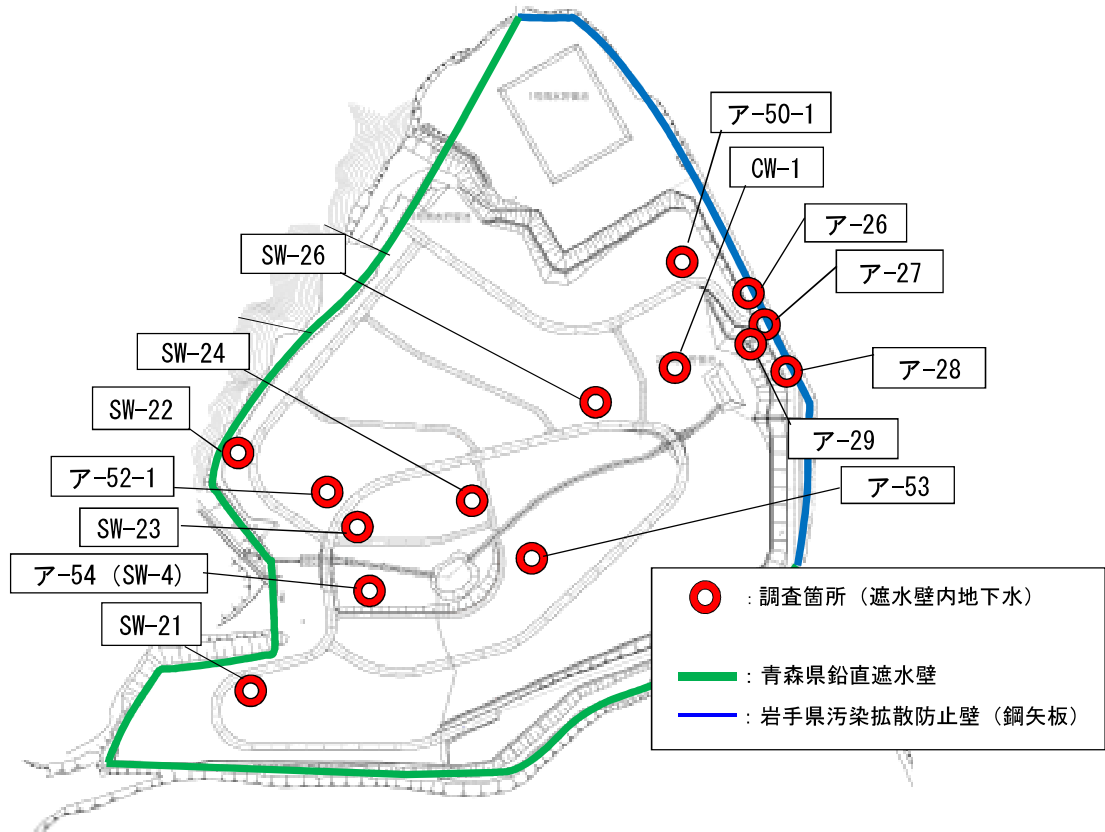 ア-50-1
CW-1
ア-26
SW-26
ア-27
SW-24
ア-28
SW-22
ア-29
ア-52-1
ア-53
SW-23
ア-54（SW-4）
SW-21
：調査箇所（遮水壁内地下水）
：青森県鉛直遮水壁
：岩手県汚染拡散防止壁（鋼矢板）